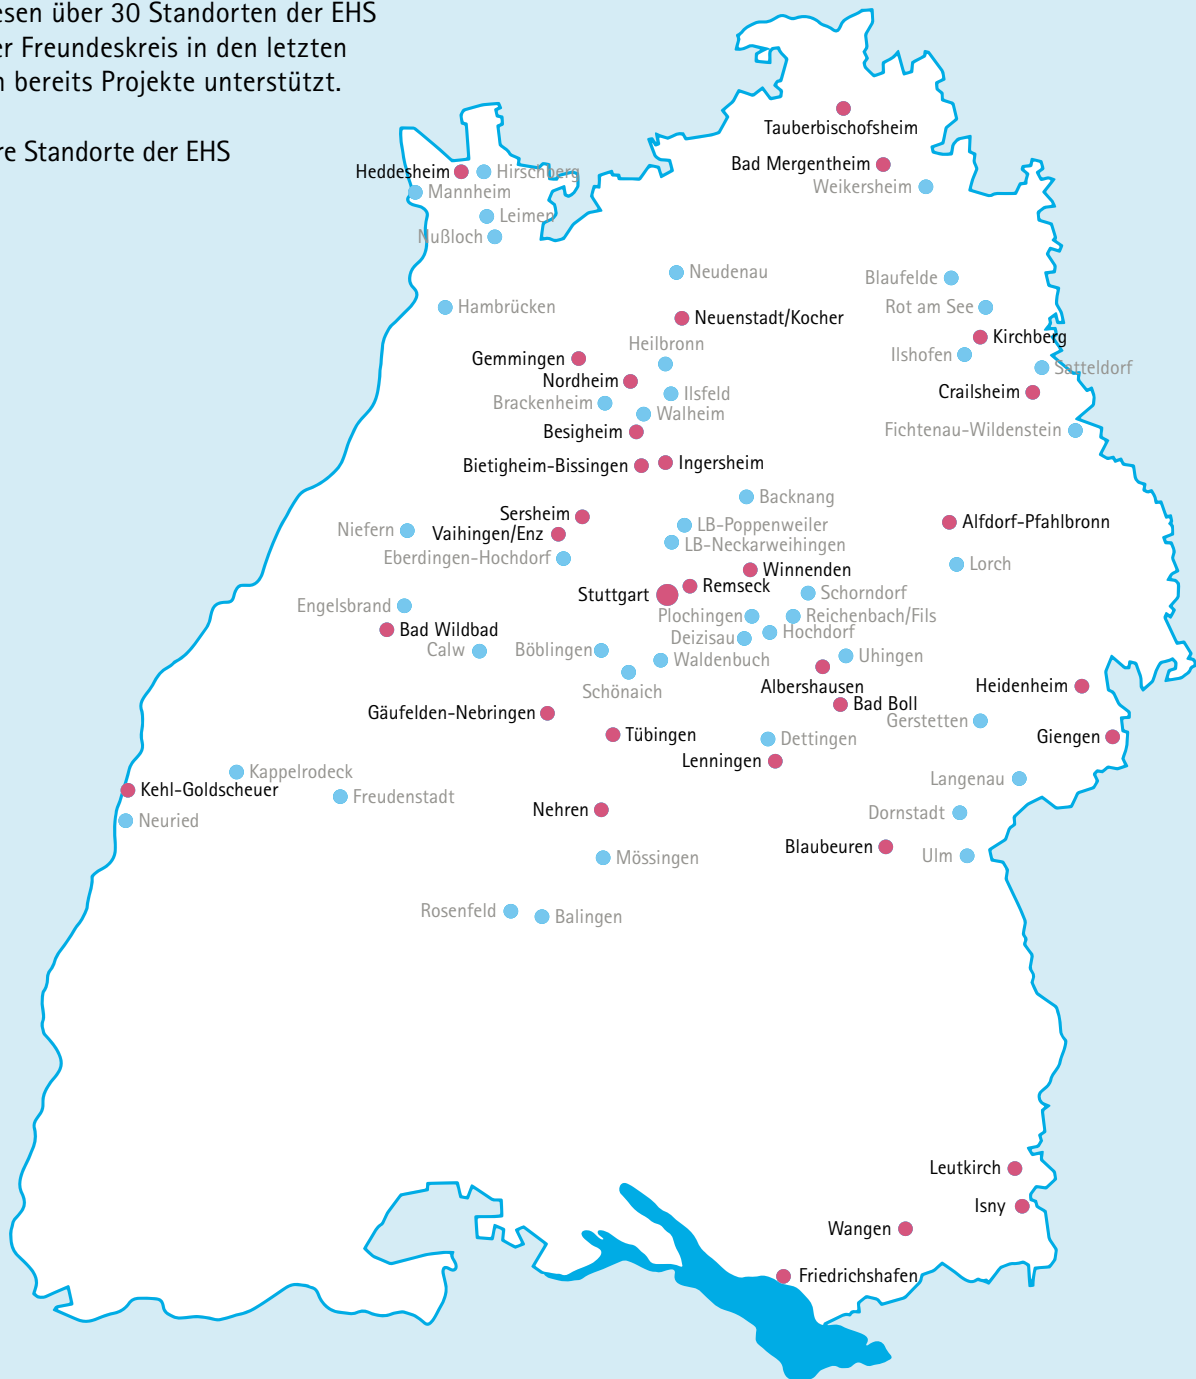 esen über 30 Standorten der EHS
er Freundeskreis in den letzten
n bereits Projekte unterstützt.
re Standorte der EHS
Tauberbischofsheim
Bad Mergentheim
Heddesheim
Hirschberg
Weikersheim
Mannheim
Leimen
Nußloch
Neudenau
Blaufelde
Hambrücken
Rot am See
Neuenstadt/Kocher
Kirchberg
Heilbronn
Ilshofen
Gemmingen
Satteldorf
Nordheim
Crailsheim
Ilsfeld
Brackenheim
Walheim
Fichtenau-Wildenstein
Besigheim
Bietigheim-Bissingen
Ingersheim
Backnang
Sersheim
Alfdorf-Pfahlbronn
LB-Poppenweiler
Niefern
Vaihingen/Enz
LB-Neckarweihingen
Eberdingen-Hochdorf
Lorch
Winnenden
Remseck
Stuttgart
Schorndorf
Engelsbrand
Plochingen
Reichenbach/Fils
Bad Wildbad
Hochdorf
Deizisau
Calw
Böblingen
Waldenbuch
Uhingen
Schönaich
Albershausen
Heidenheim
Bad Boll
Gäufelden-Nebringen
Gerstetten
Tübingen
Dettingen
Giengen
Lenningen
Kappelrodeck
Langenau
Kehl-Goldscheuer
Freudenstadt
Nehren
Dornstadt
Neuried
Blaubeuren
Ulm
Mössingen
Rosenfeld
Balingen
Leutkirch
Isny
Wangen
Friedrichshafen